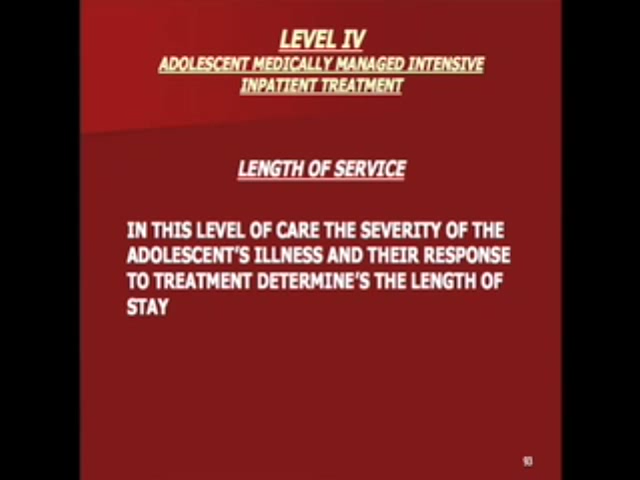 LEVEL IV
ADOLESCENT MEDICALLY MANAGED INTENSIVE
INPATIENT TREATMENT
LENGTH OF SERVICE
IN THIS LEVEL OF CARE THE SEVERITY OF THE
ADOLESCENT'S ILLNESS AND THEIR RESPONSE
TO TREATMENT DETERMINE'S THE LENGTH OF
STAY